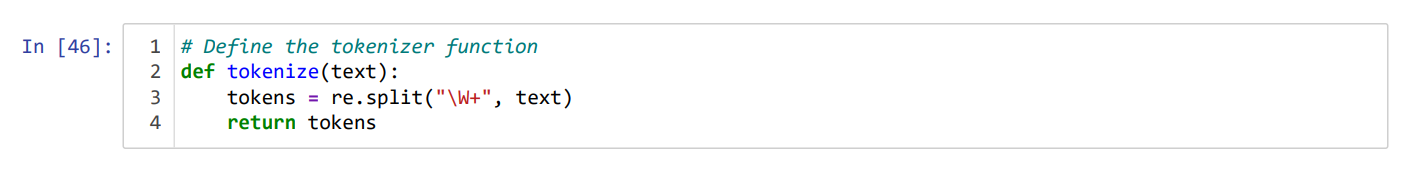 In [46]: 1 # Define the tokenizer function
2 def tokenize(text):
3     tokens = re.split("\W+", text)
4     return tokens